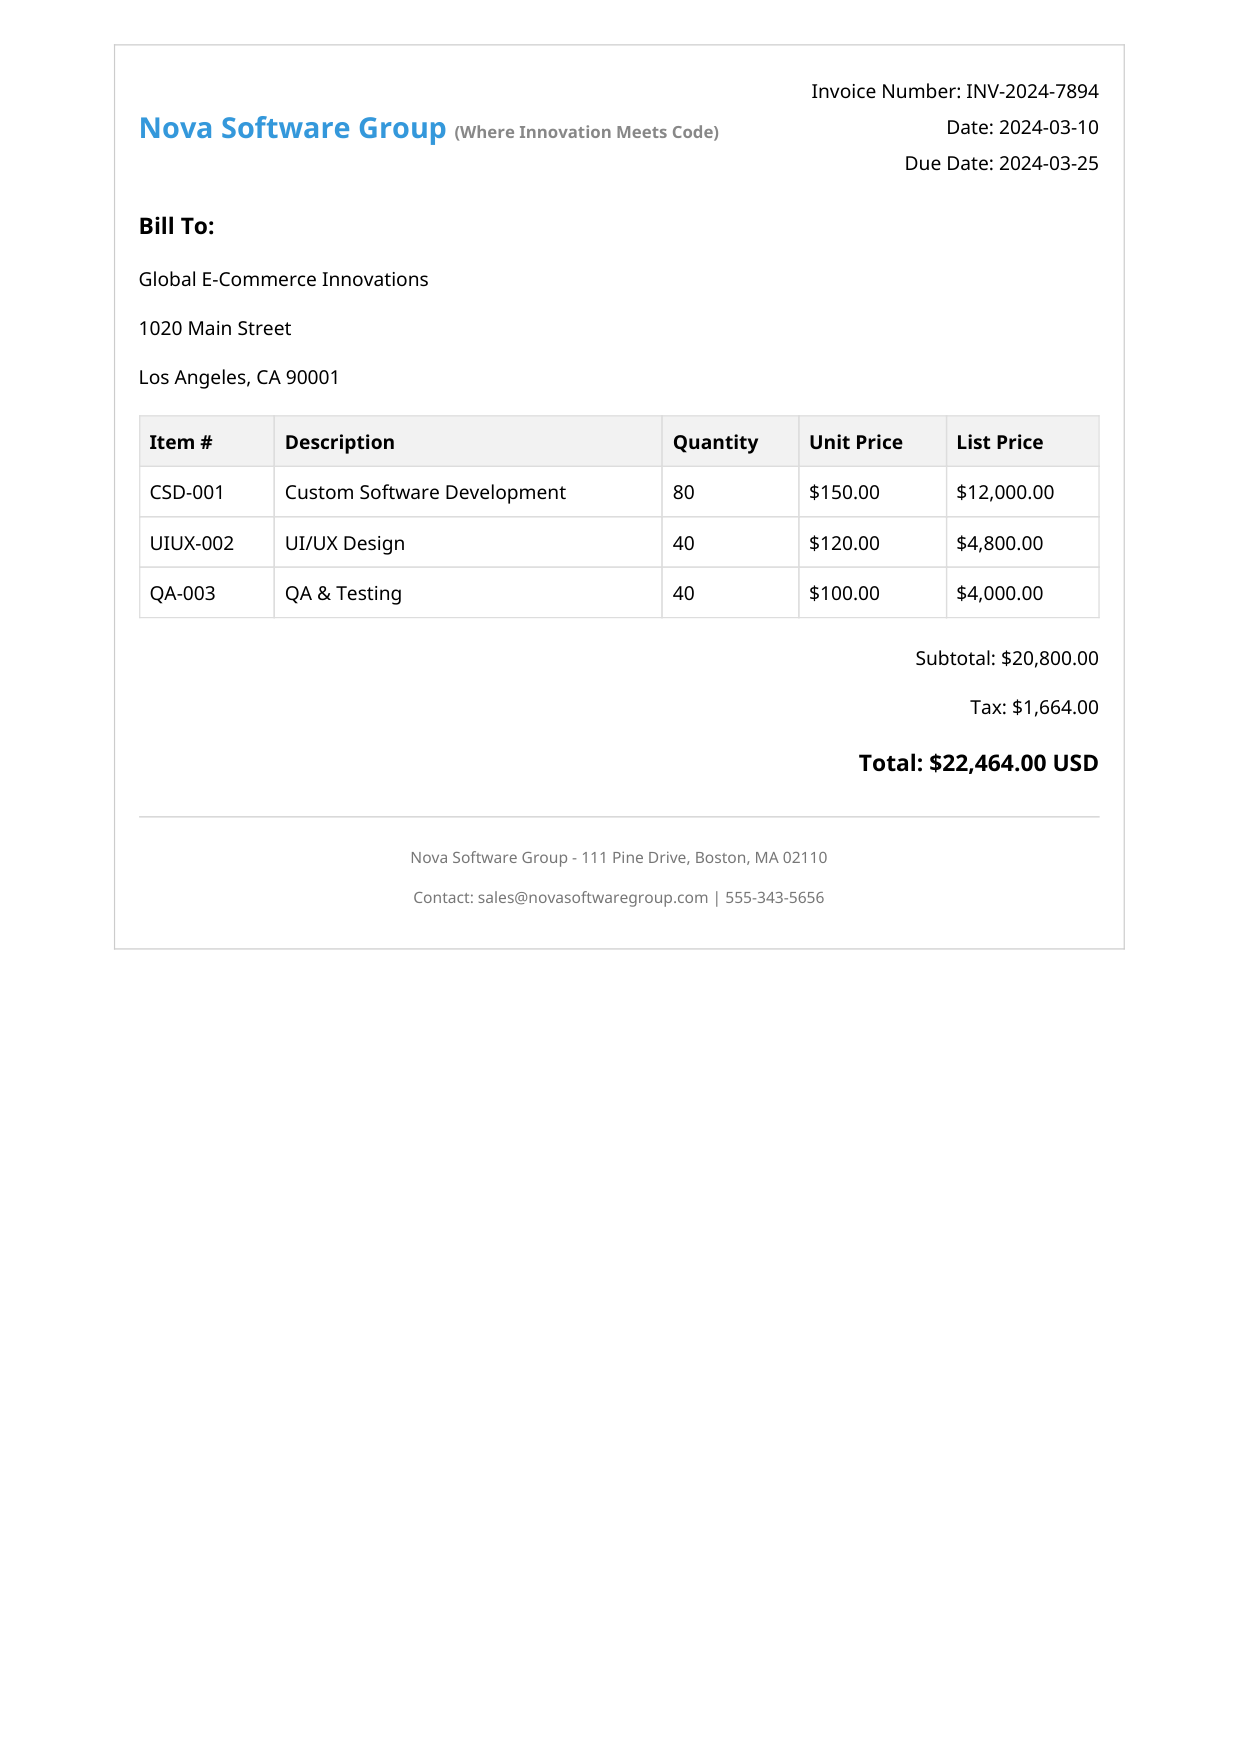 Nova Software Group (Where Innovation Meets Code)
Invoice Number: INV-2024-7894
Date: 2024-03-10
Due Date: 2024-03-25
Bill To:
Global E-Commerce Innovations
1020 Main Street
Los Angeles, CA 90001
Item # Description Quantity Unit Price List Price
CSD-001 Custom Software Development 80 $150.00 $12,000.00
UIUX-002 UI/UX Design 40 $120.00 $4,800.00
QA-003 QA & Testing 40 $100.00 $4,000.00
Subtotal: $20,800.00
Tax: $1,664.00
Total: $22,464.00 USD
Nova Software Group - 111 Pine Drive, Boston, MA 02110
Contact: sales@novasoftwaregroup.com | 555-343-5656